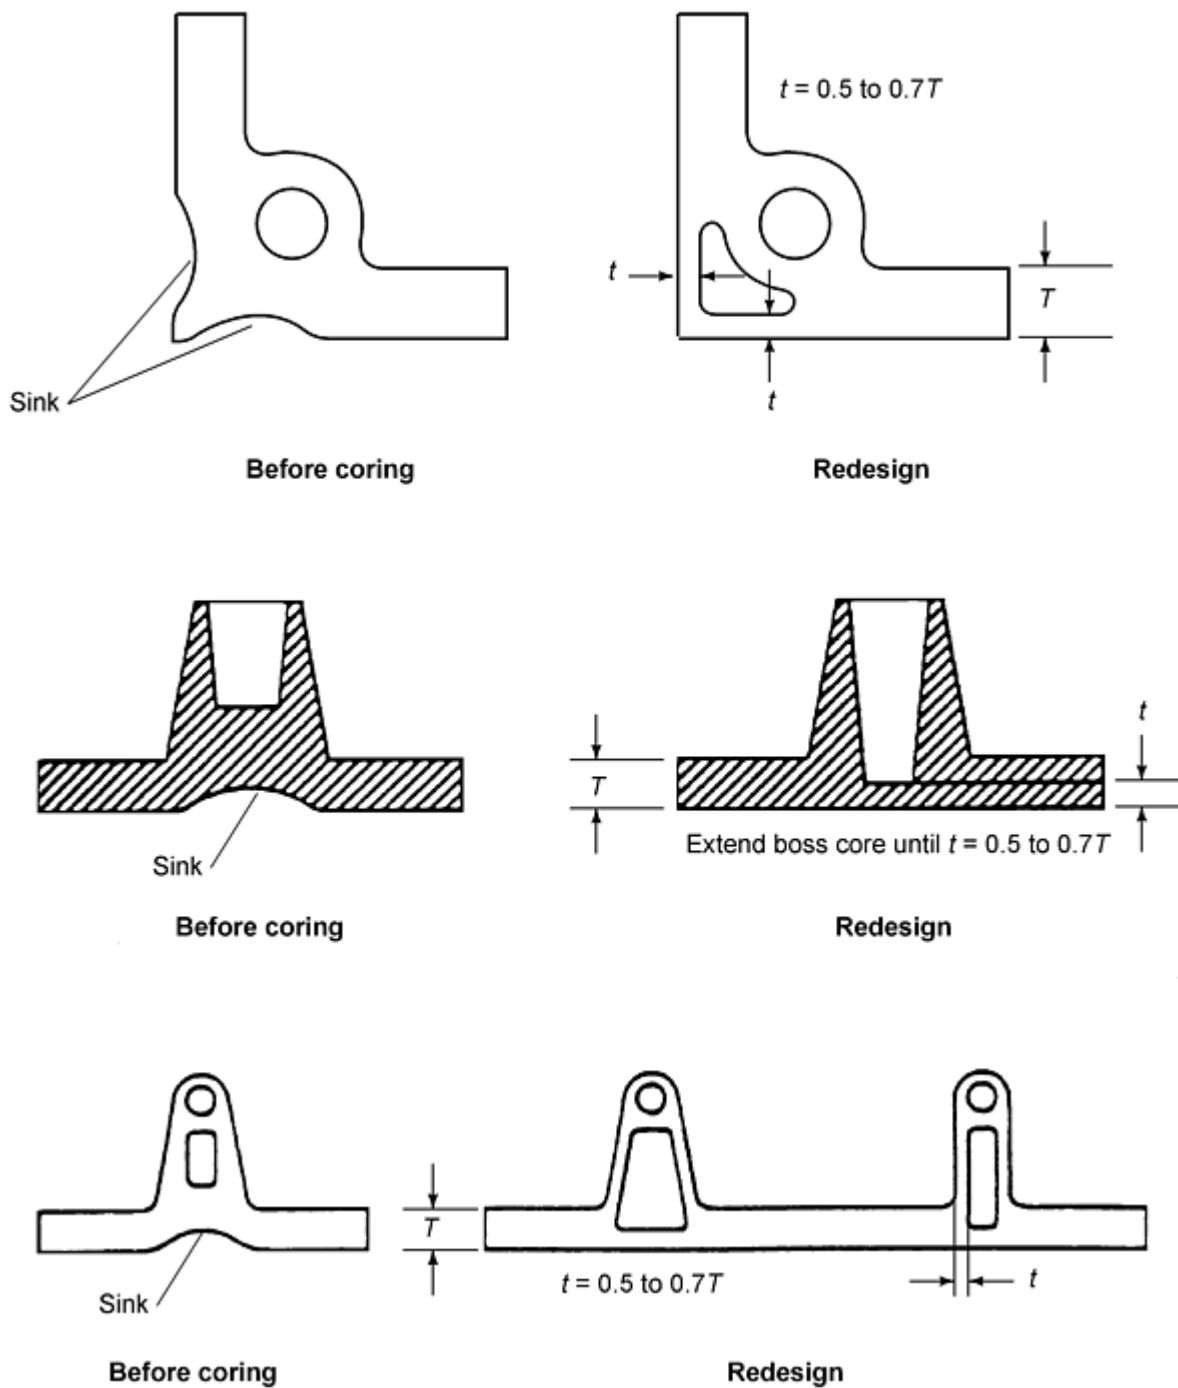 t = 0.5 to 0.7T
t
T
Sink
t
Before coring
Redesign
t
T
Extend boss core until t = 0.5 to 0.7T
Sink
Before coring
Redesign
T
t = 0.5 to 0.7T
t
Sink
Before coring
Redesign